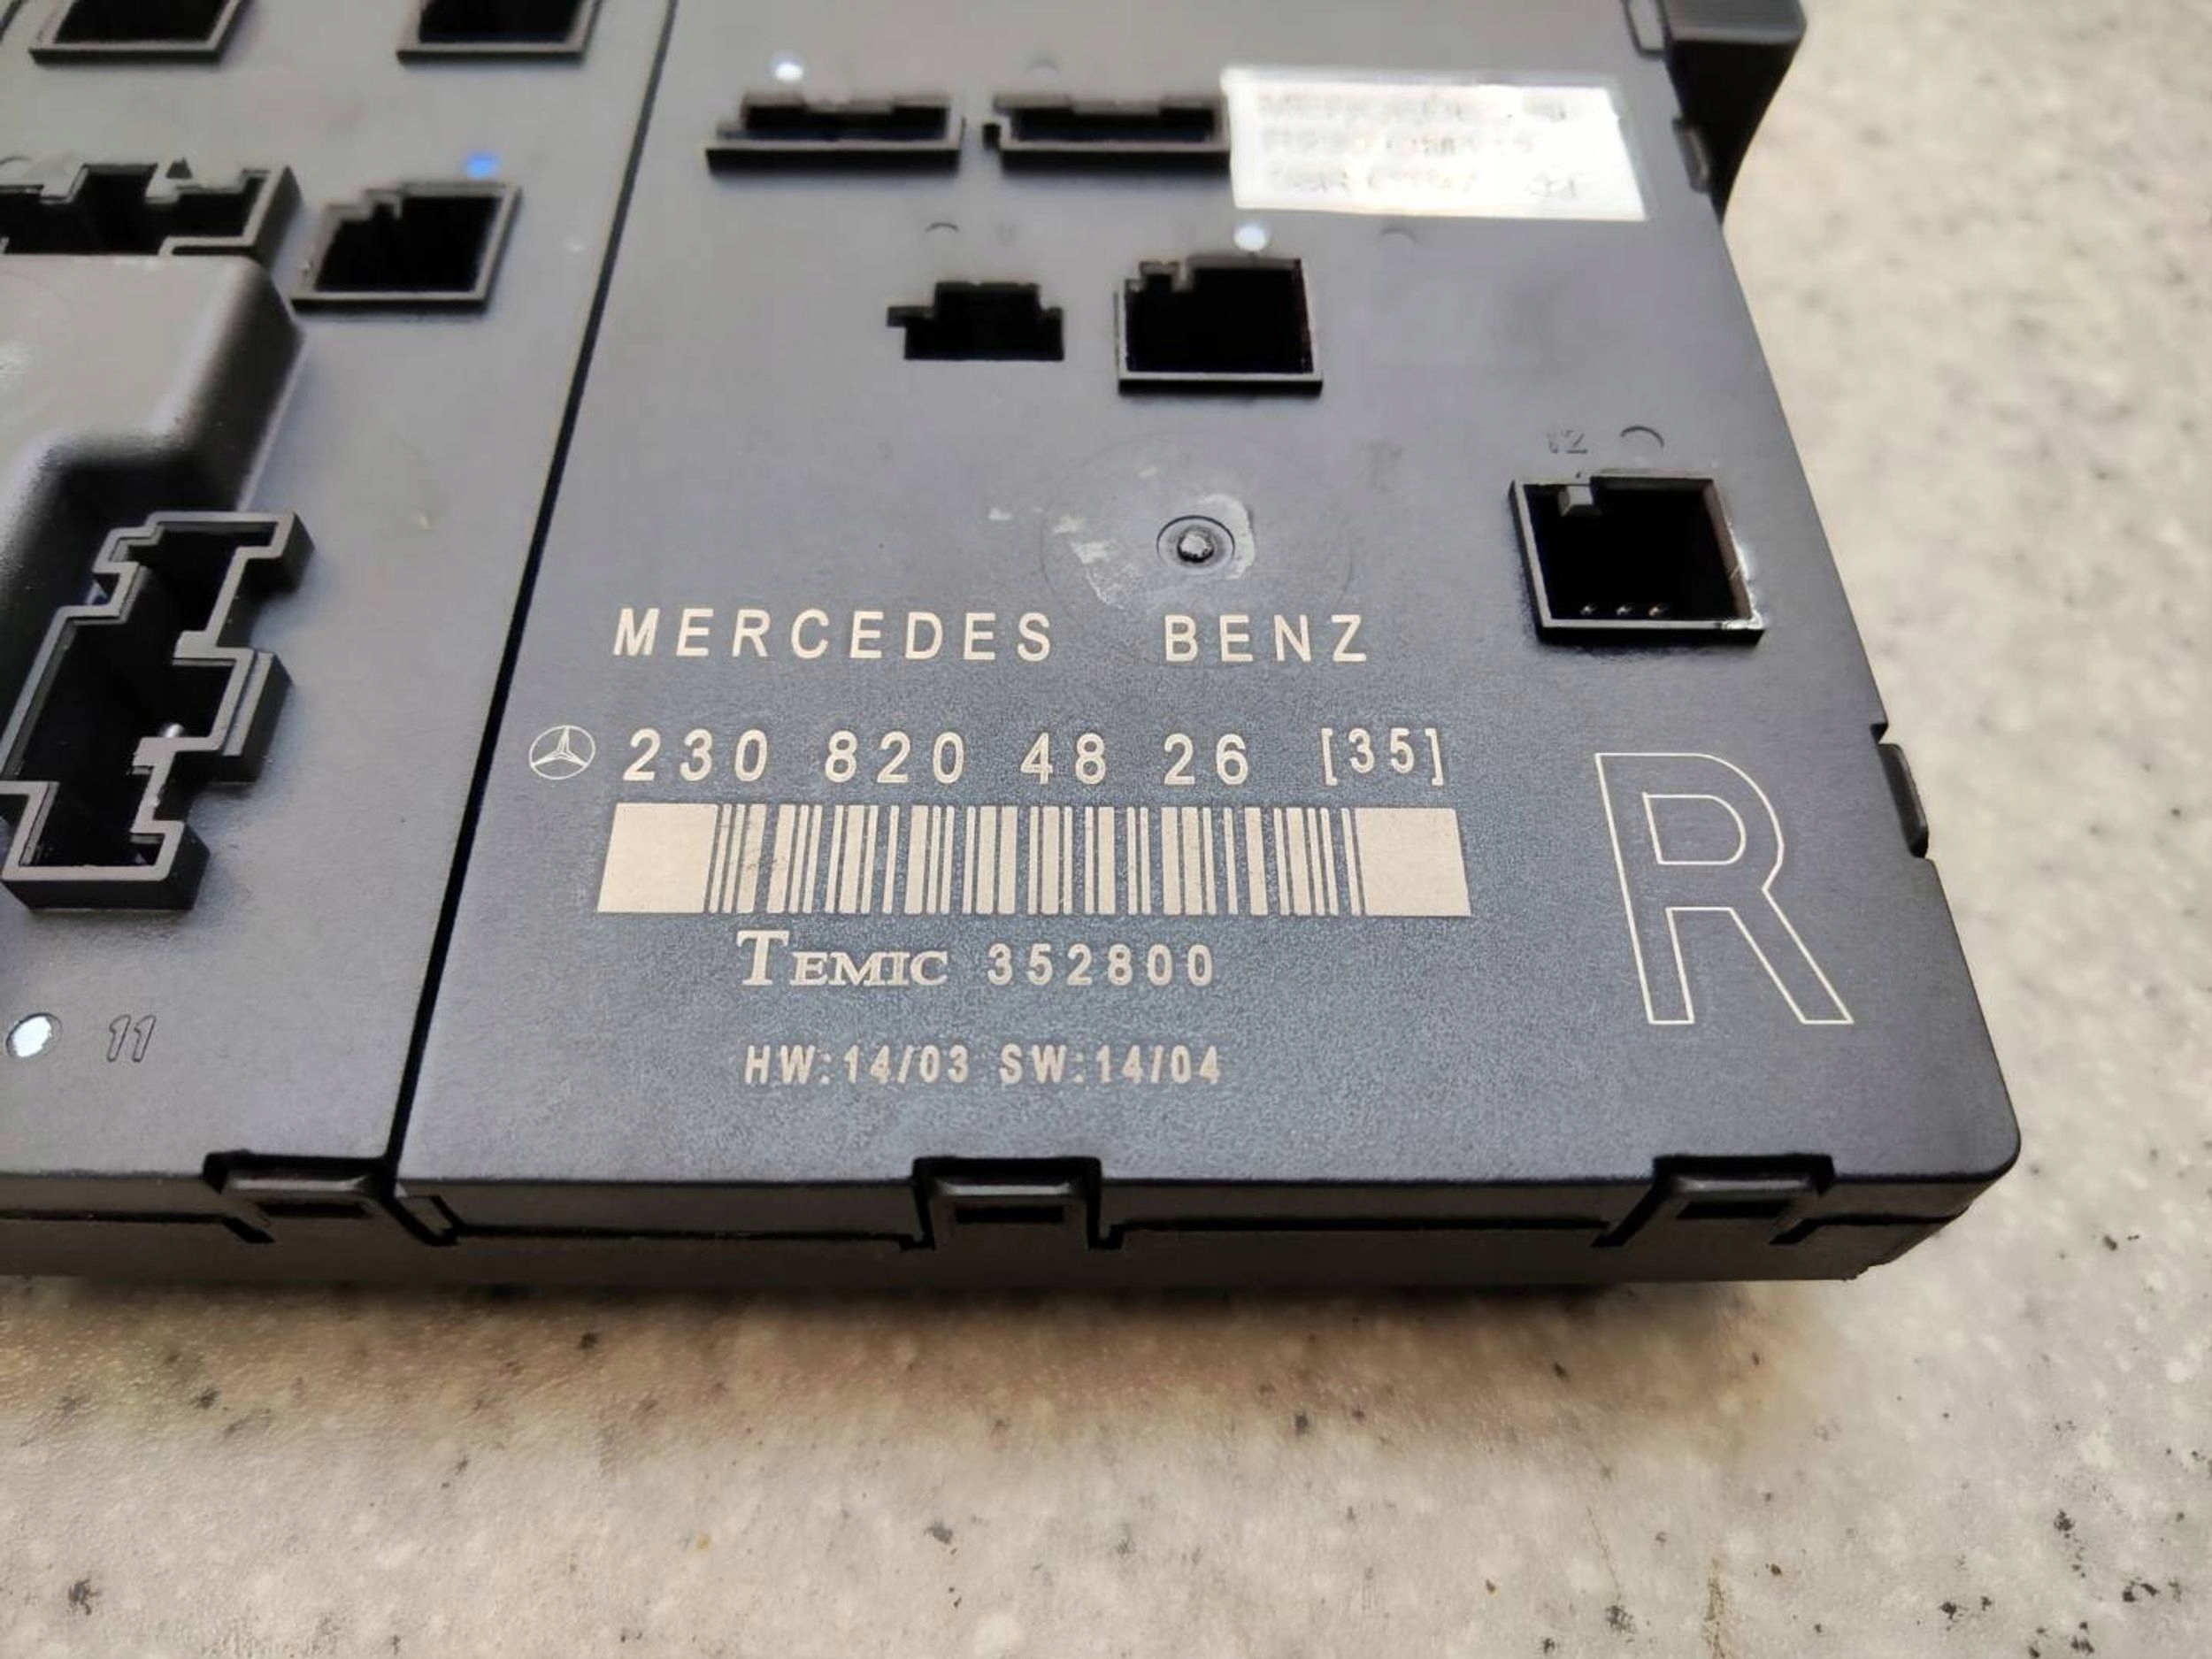 12
MERCEDES BENZ
230 820 48 26 [35]
TEMIC 352800
R
HW:14/03 SW:14/04
11